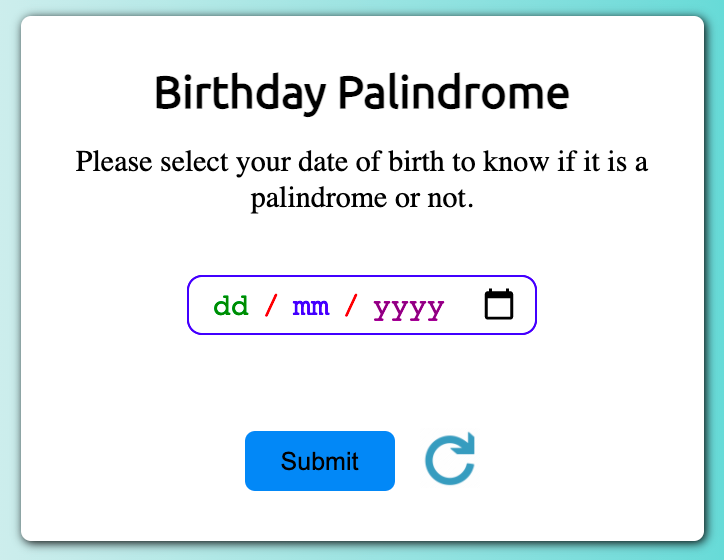 Birthday Palindrome
Please select your date of birth to know if it is a
palindrome or not.
dd / mm / yyyy
Submit